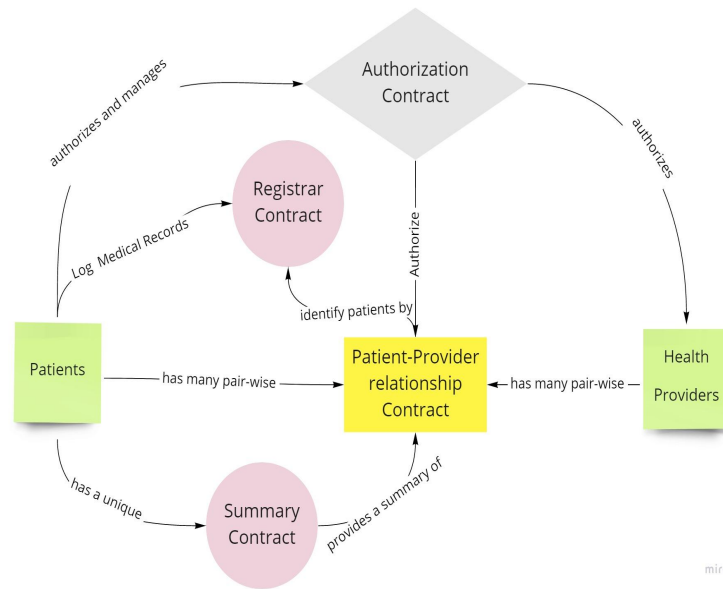 Authorization
Contract
authorizes and manages
authorizes
Registrar
Contract
Log Medical Records
Authorize
identify patients by
Patients
has many pair-wise
Patient-Provider
relationship
Contract
has many pair-wise
Health
Providers
has a unique
Summary
Contract
provides a summary of
mir